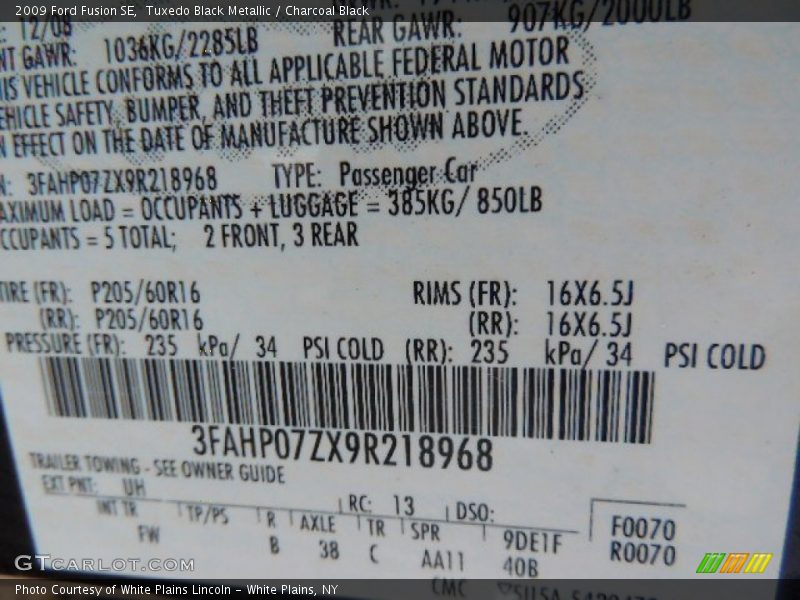 2009 Ford Fusion SE, Tuxedo Black Metallic / Charcoal Black
12/08
NT GAWR: 1036KG/2285LB REAR GAWR: 907KG/2000LB
HIS VEHICLE CONFORMS TO ALL APPLICABLE FEDERAL MOTOR
EHICLE SAFETY, BUMPER, AND THEFT PREVENTION STANDARDS
N EFFECT ON THE DATE OF MANUFACTURE SHOWN ABOVE.
N: 3FAHP07ZX9R218968 TYPE: Passenger Car
AXIMUM LOAD = OCCUPANTS + LUGGAGE = 385KG/ 850LB
CCUPANTS = 5 TOTAL; 2 FRONT, 3 REAR
TIRE (FR): P205/60R16 RIMS (FR): 16X6.5J
(RR): P205/60R16 (RR): 16X6.5J
PRESSURE (FR): 235 kPa/ 34 PSI COLD (RR): 235 kPa/ 34 PSI COLD
3FAHP07ZX9R218968
TRAILER TOWING - SEE OWNER GUIDE
EXT PNT: UH RC: 13 DSO: F0070
INT TR TP/PS R AXLE TR SPR 9DE1F R0070
FW B 38 C AA11 40B
CMC
GTCARLOT.COM
Photo Courtesy of White Plains Lincoln - White Plains, NY